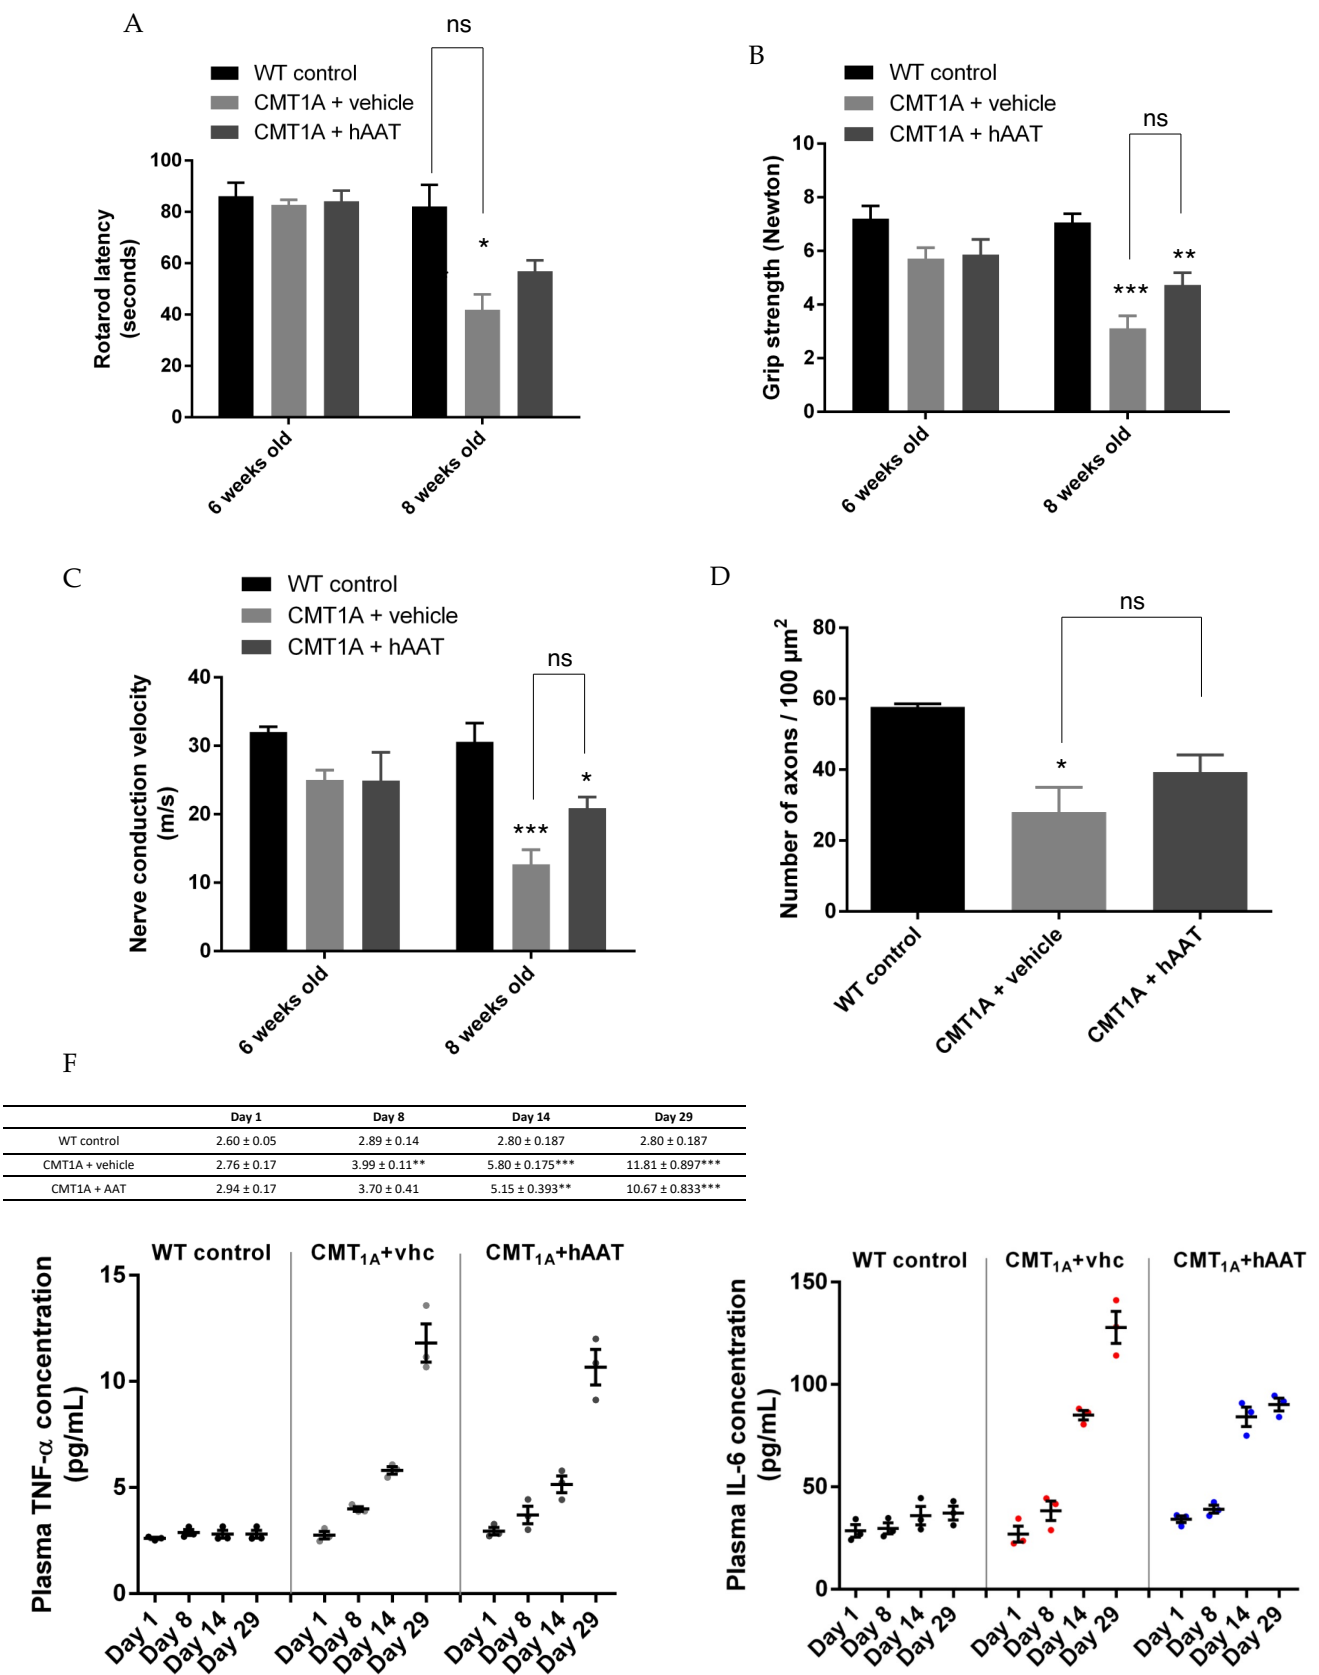 A
ns
WT control
CMT1A + vehicle
CMT1A + hAAT
100
80
60
40
20
0
Rotarod latency
(seconds)
*
6 weeks old
8 weeks old
B
WT control
CMT1A + vehicle
CMT1A + hAAT
ns
10
8
6
4
2
0
Grip strength (Newton)
***
**
6 weeks old
8 weeks old
C
WT control
CMT1A + vehicle
CMT1A + hAAT
ns
40
30
20
10
0
Nerve conduction velocity
(m/s)
***
*
6 weeks old
8 weeks old
D
ns
80
60
40
20
0
Number of axons / 100 µm²
*
WT control
CMT1A + vehicle
CMT1A + hAAT
F
Day 1 Day 8 Day 14 Day 29
WT control 2.60 ± 0.05 2.89 ± 0.14 2.80 ± 0.187 2.80 ± 0.187
CMT1A + vehicle 2.76 ± 0.17 3.99 ± 0.11** 5.80 ± 0.175*** 11.81 ± 0.897***
CMT1A + AAT 2.94 ± 0.17 3.70 ± 0.41 5.15 ± 0.393** 10.67 ± 0.833***
WT control CMT1A+vhc CMT1A+hAAT
15
10
5
0
Plasma TNF-α concentration
(pg/mL)
Day 1 Day 8 Day 14 Day 29 Day 1 Day 8 Day 14 Day 29 Day 1 Day 8 Day 14 Day 29
WT control CMT1A+vhc CMT1A+hAAT
150
100
50
0
Plasma IL-6 concentration
(pg/mL)
Day 1 Day 8 Day 14 Day 29 Day 1 Day 8 Day 14 Day 29 Day 1 Day 8 Day 14 Day 29